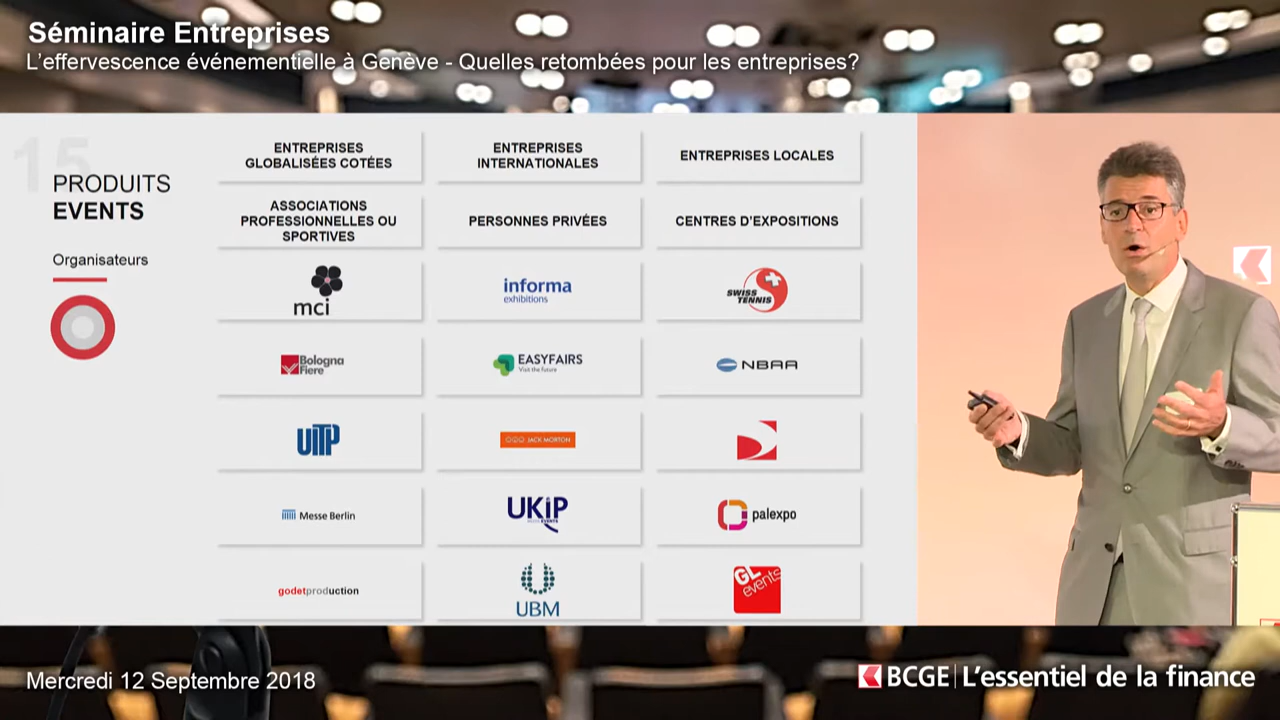 Séminaire Entreprises
L'effervescence événementielle à Genève - Quelles retombées pour les entreprises?
15
PRODUITS
EVENTS
Organisateurs
ENTREPRISES
GLOBALISÉES COTÉES
ENTREPRISES
INTERNATIONALES
ENTREPRISES LOCALES
ASSOCIATIONS
PROFESSIONNELLES OU
SPORTIVES
PERSONNES PRIVÉES
CENTRES D'EXPOSITIONS
mci
informa
exhibitions
SWISS
TENNIS
Bologna
Fiere
EASYFAIRS
Visit the future
NBAA
UITP
JACK MORTON
Messe Berlin
UKiP
EVENTS
palexpo
godetproduction
UBM
GL
events
Mercredi 12 Septembre 2018
BCGE L'essentiel de la finance